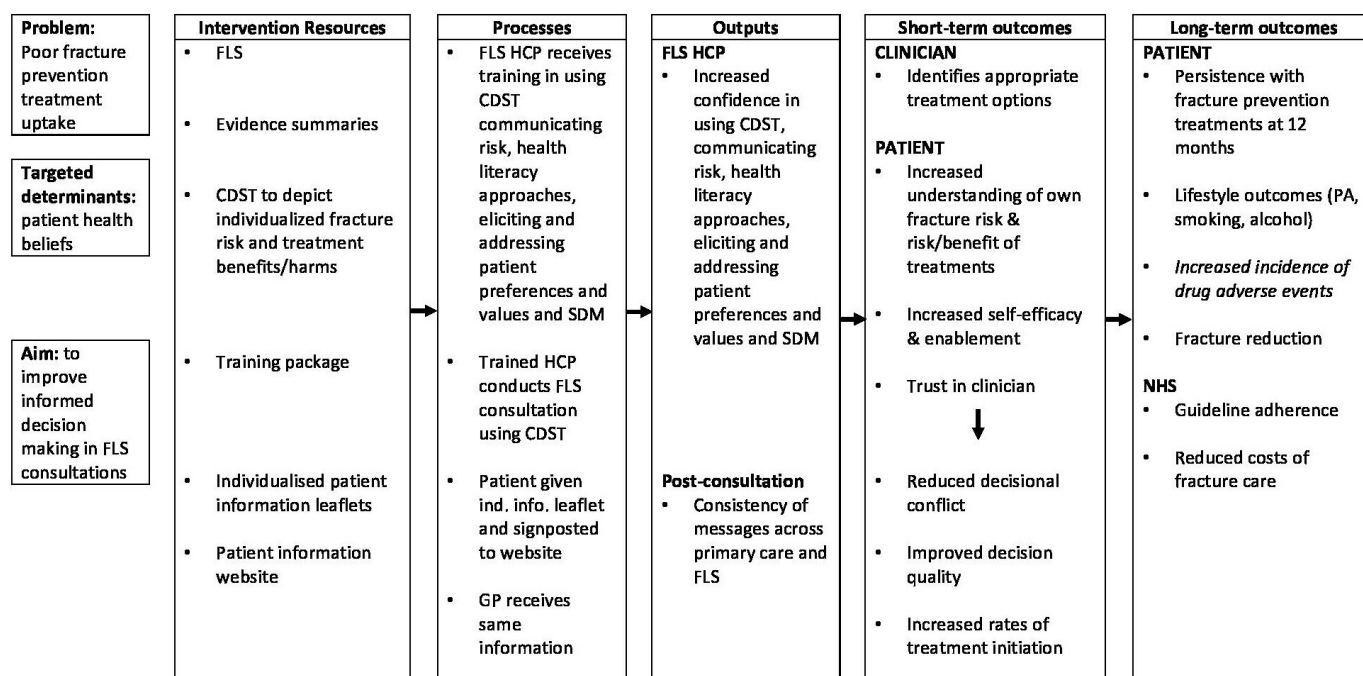 Problem:
Poor fracture
prevention
treatment
uptake
Targeted
determinants:
patient health
beliefs
Aim: to
improve
informed
decision
making in FLS
consultations
Intervention Resources
• FLS
• Evidence summaries
• CDST to depict
individualized fracture
risk and treatment
benefits/harms
• Training package
• Individualised patient
information leaflets
• Patient information
website
Processes
• FLS HCP receives
training in using
CDST
communicating
risk, health
literacy
approaches,
eliciting and
addressing
patient
preferences and
values and SDM
• Trained HCP
conducts FLS
consultation
using CDST
• Patient given
ind. info. leaflet
and signposted
to website
• GP receives
same
information
Outputs
FLS HCP
• Increased
confidence in
using CDST,
communicating
risk, health
literacy
approaches,
eliciting and
addressing
patient
preferences and
values and SDM
Post-consultation
• Consistency of
messages across
primary care and
FLS
Short-term outcomes
CLINICIAN
• Identifies appropriate
treatment options
PATIENT
• Increased
understanding of own
fracture risk &
risk/benefit of
treatments
• Increased self-efficacy
& enablement
• Trust in clinician
• Reduced decisional
conflict
• Improved decision
quality
• Increased rates of
treatment initiation
Long-term outcomes
PATIENT
• Persistence with
fracture prevention
treatments at 12
months
• Lifestyle outcomes (PA,
smoking, alcohol)
• Increased incidence of
drug adverse events
• Fracture reduction
NHS
• Guideline adherence
• Reduced costs of
fracture care